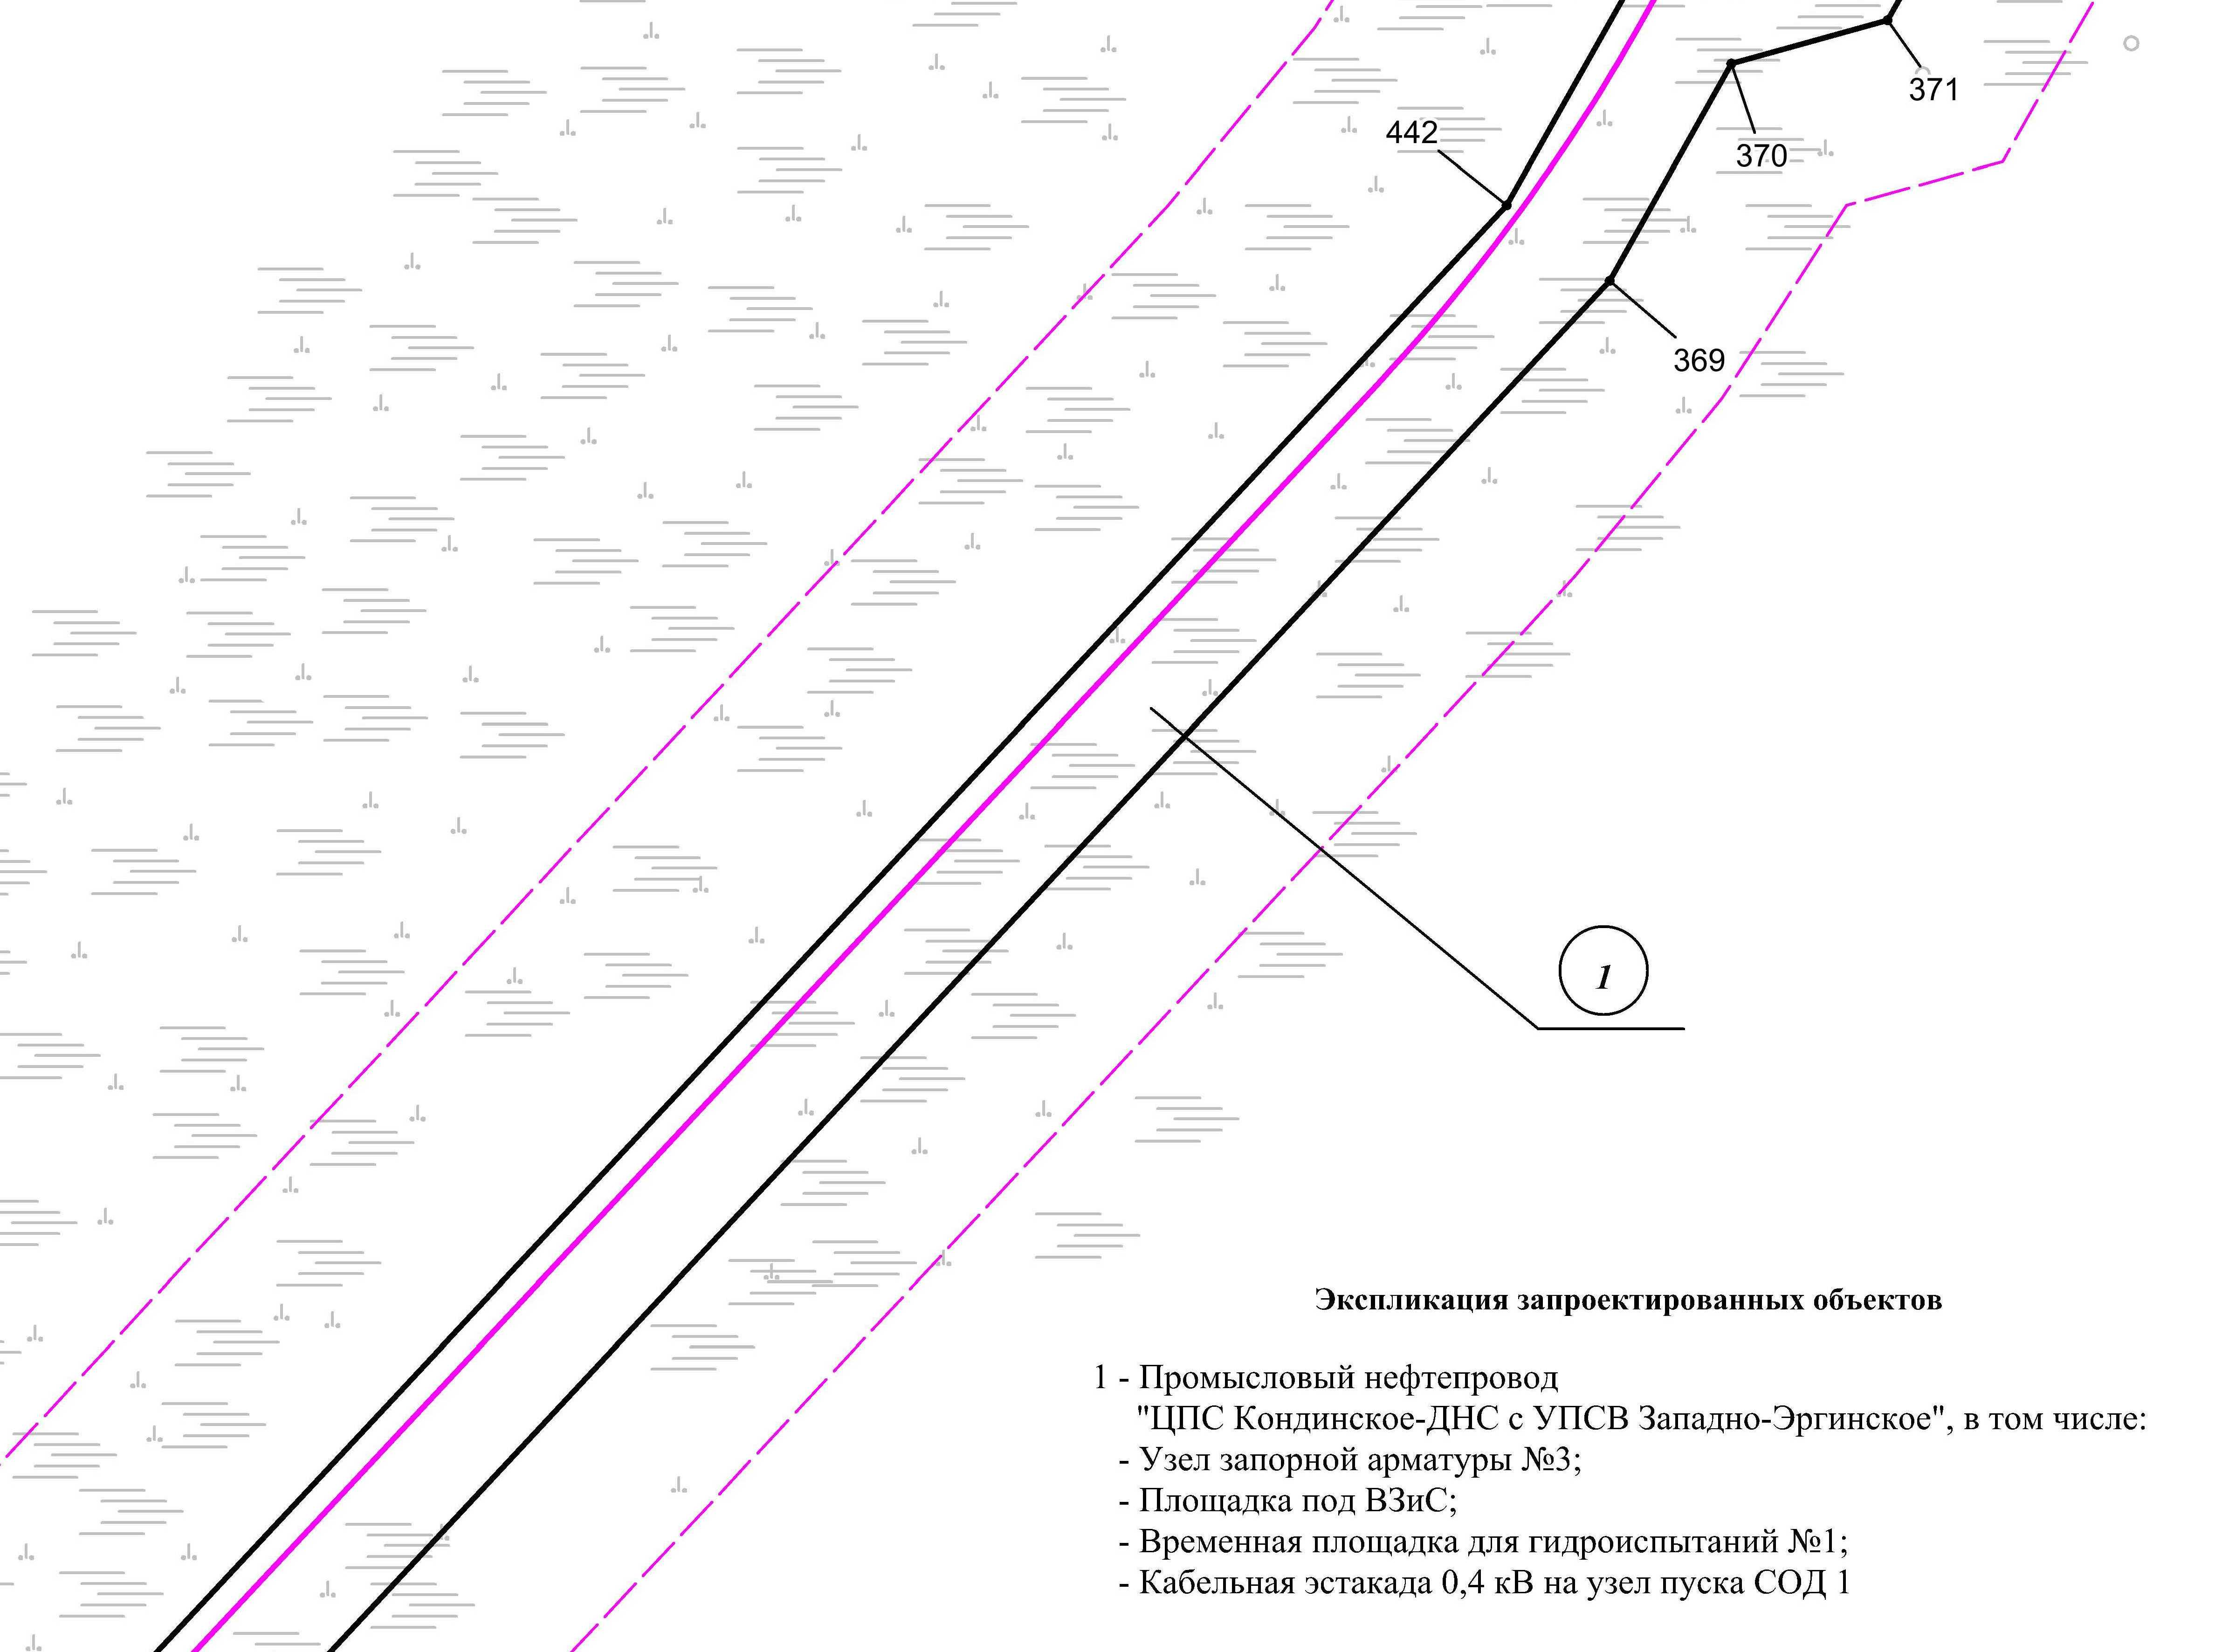 371
442
370
369
1
Экспликация запроектированных объектов
1 - Промысловый нефтепровод
"ЦПС Кондинское-ДНС с УПСВ Западно-Эргинское", в том числе:
- Узел запорной арматуры №3;
- Площадка под ВЗиС;
- Временная площадка для гидроиспытаний №1;
- Кабельная эстакада 0,4 кВ на узел пуска СОД 1